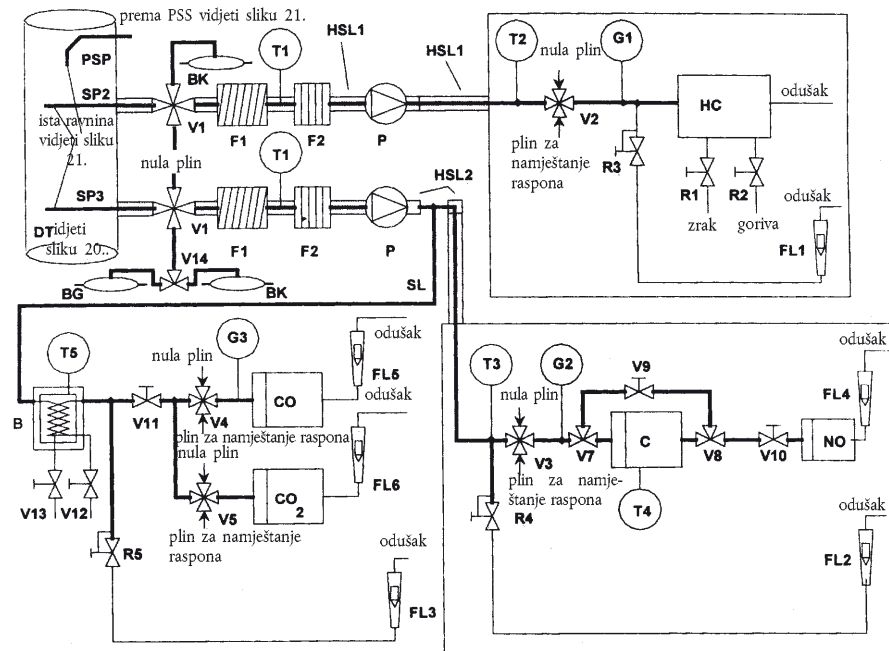 prema PSS vidjeti sliku 21.
PSP
SP2
ista ravnina
vidjeti sliku
21.
SP3
DT
vidjeti
sliku 20..
BK
V1
F1
T1
F2
HSL1
P
HSL1
nula plin
V1
F1
T1
F2
P
HSL2
V14
BG
BK
SL
T2
nula plin
G1
V2
plin za
namještanje
raspona
HC
odušak
R3
R1
R2
zrak
goriva
odušak
FL1
T5
B
V13
V12
V11
R5
nula plin
G3
V4
CO
plin za namještanje raspona
nula plin
V5
CO2
plin za namještanje
raspona
odušak
FL5
odušak
FL6
odušak
FL3
T3
nula plin
G2
V9
V3
V7
C
V8
V10
NO
plin za namje-
štanje raspona
R4
T4
odušak
FL4
odušak
FL2